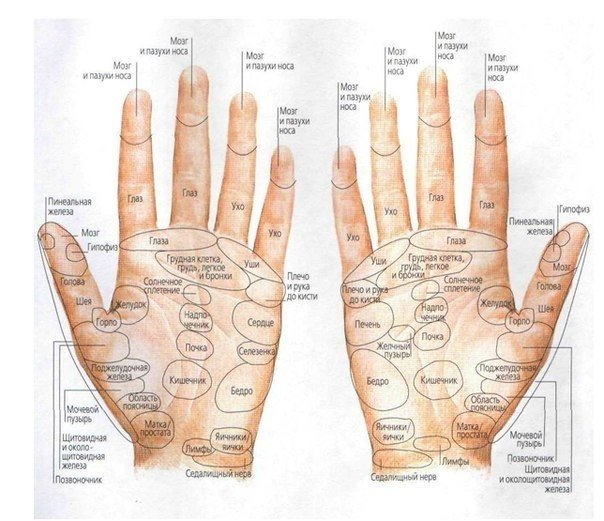 Мозг
и пазухи носа
Мозг
и пазухи носа
Мозг
и пазухи носа
Мозг
и пазухи
носа
Глаз
Глаз
Ухо
Ухо
Пинеальная
железа
Мозг
Гипофиз
Голова
Шея
Горло
Желудок
Глаза
Грудная клетка,
грудь, легкое
и бронхи
Уши
Солнечное
сплетение
Плечо
и рука
до кисти
Надпо-
чечник
Сердце
Почка
Селезенка
Поджелудочная
железа
Кишечник
Бедро
Область
поясницы
Мочевой
пузырь
Матка/
простата
Яичники/
яички
Щитовидная
и около-
щитовидная
железа
Лимфы
Позвоночник
Седалищный нерв
Мозг
и пазухи
носа
Мозг
и пазухи
носа
Мозг
и пазухи носа
Мозг
и пазухи носа
Ухо
Ухо
Глаз
Глаз
Гипофиз
Пинеальная
железа
Мозг
Голова
Шея
Горло
Желудок
Глаза
Уши
Грудная клетка,
грудь, легкое
и бронхи
Плечо и рука
до кисти
Солнечное
сплетение
Печень
Надпо-
чечник
Желчный
пузырь
Почка
Поджелудочная
железа
Бедро
Кишечник
Область
поясницы
Яичники/
яички
Матка/
простата
Мочевой
пузырь
Лимфы
Позвоночник
Щитовидная
и околощитовидная
железа
Седалищный нерв